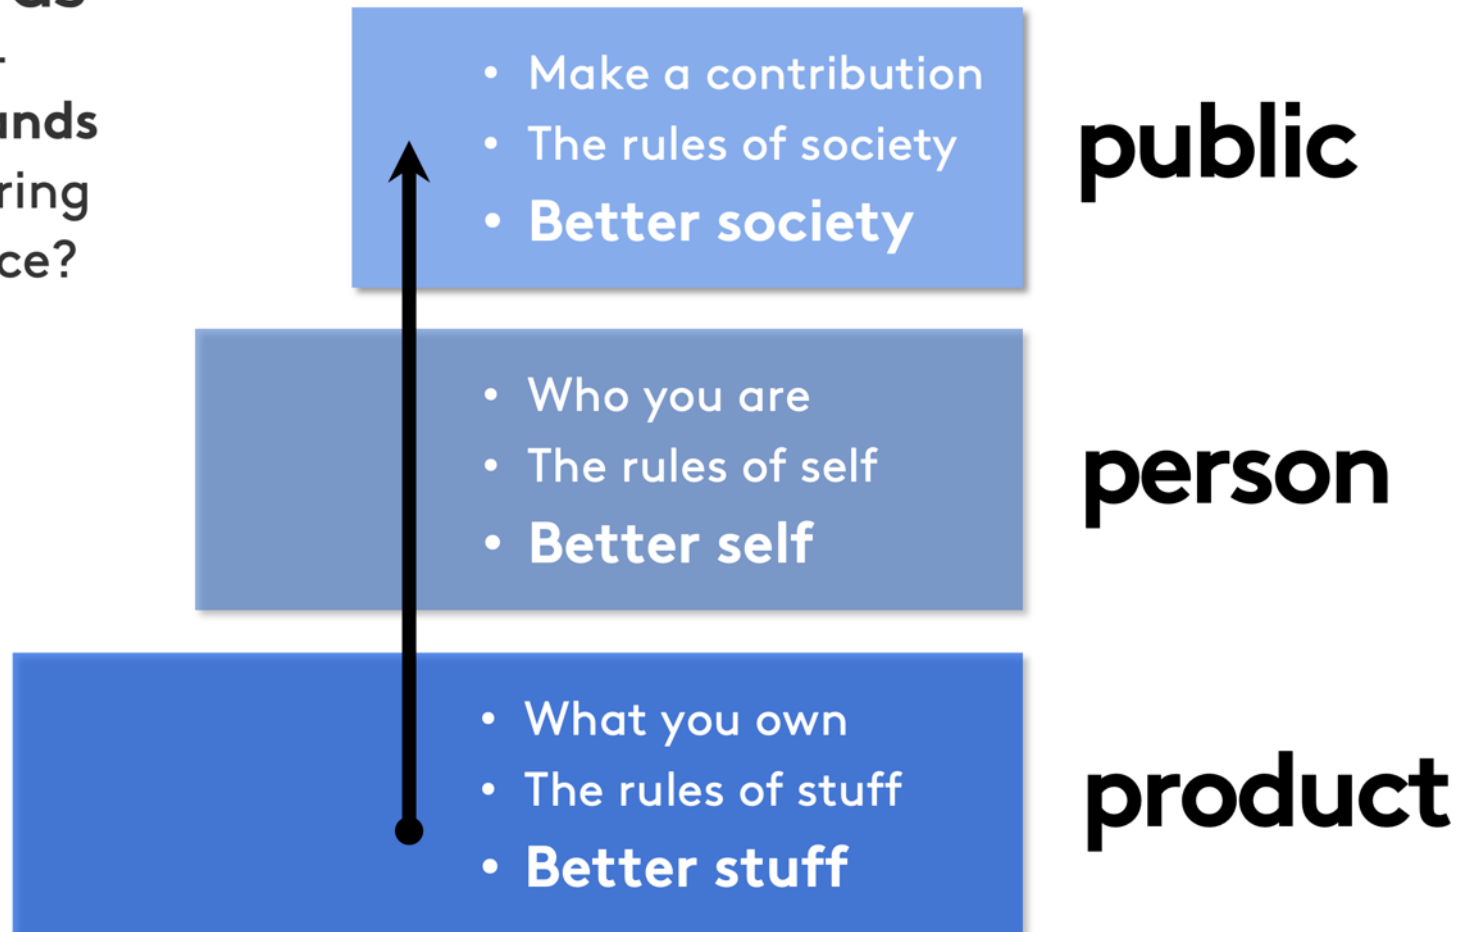 • Make a contribution
• The rules of society
• Better society
public
ring
ce?
• Who you are
• The rules of self
• Better self
person
• What you own
• The rules of stuff
• Better stuff
product